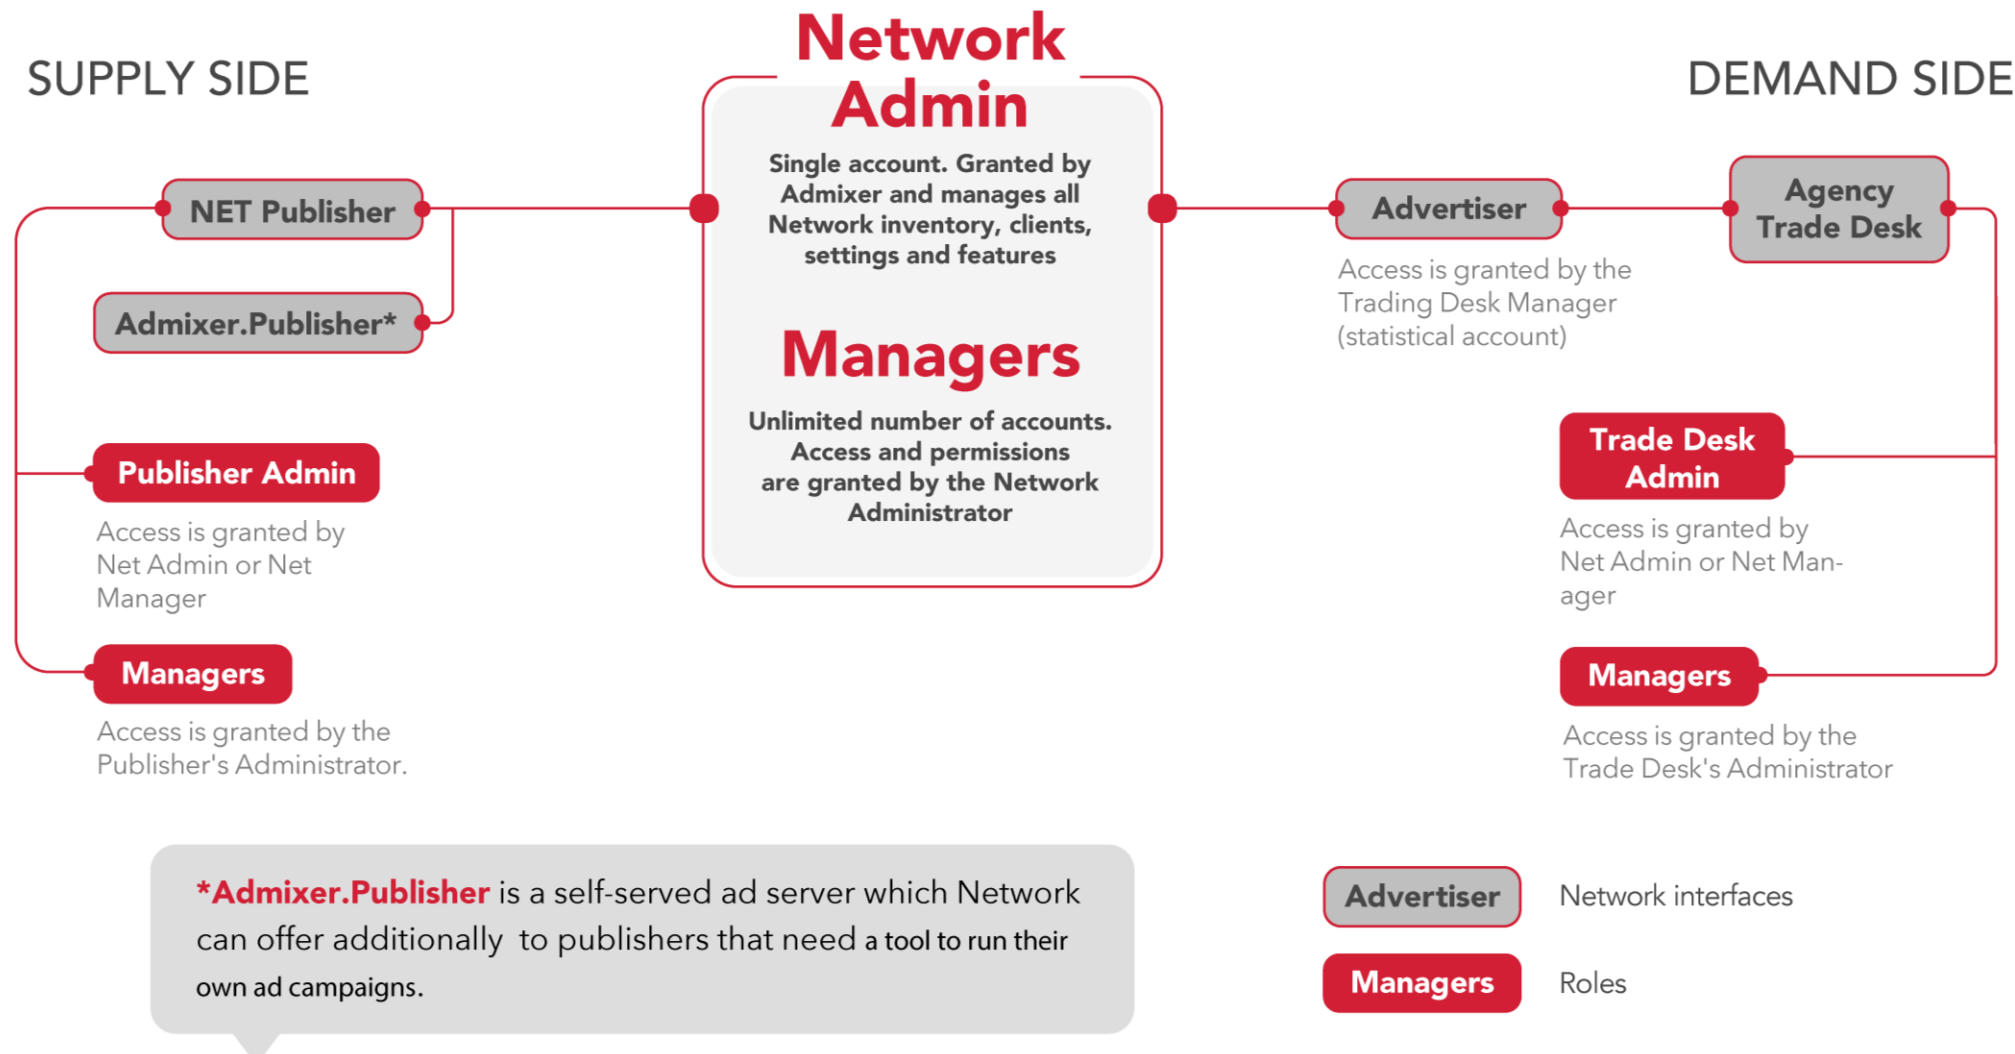 SUPPLY SIDE
Network
Admin
DEMAND SIDE
Single account. Granted by
Admixer and manages all
Network inventory, clients,
settings and features
Managers
Unlimited number of accounts.
Access and permissions
are granted by the Network
Administrator
NET Publisher
Admixer.Publisher*
Publisher Admin
Access is granted by
Net Admin or Net
Manager
Managers
Access is granted by the
Publisher's Administrator.
Advertiser
Access is granted by the
Trading Desk Manager
(statistical account)
Agency
Trade Desk
Trade Desk
Admin
Access is granted by
Net Admin or Net Man-
ager
Managers
Access is granted by the
Trade Desk's Administrator
*Admixer.Publisher is a self-served ad server which Network
can offer additionally to publishers that need a tool to run their
own ad campaigns.
Advertiser
Network interfaces
Managers
Roles